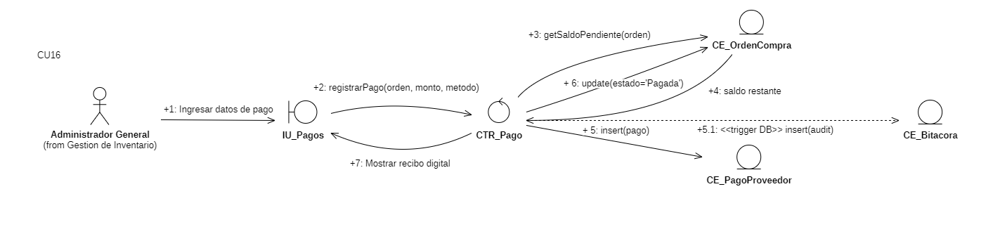 +3: getSaldoPendiente(orden)
CE_OrdenCompra
CU16
+ 6: update(estado='Pagada')
+4: saldo restante
+2: registrarPago(orden, monto, metodo)
+1: Ingresar datos de pago
Administrador General
(from Gestion de Inventario)
IU_Pagos
CTR_Pago
+ 5: insert(pago)
+5.1: <<trigger DB>> insert(audit)
CE_Bitacora
+7: Mostrar recibo digital
CE_PagoProveedor